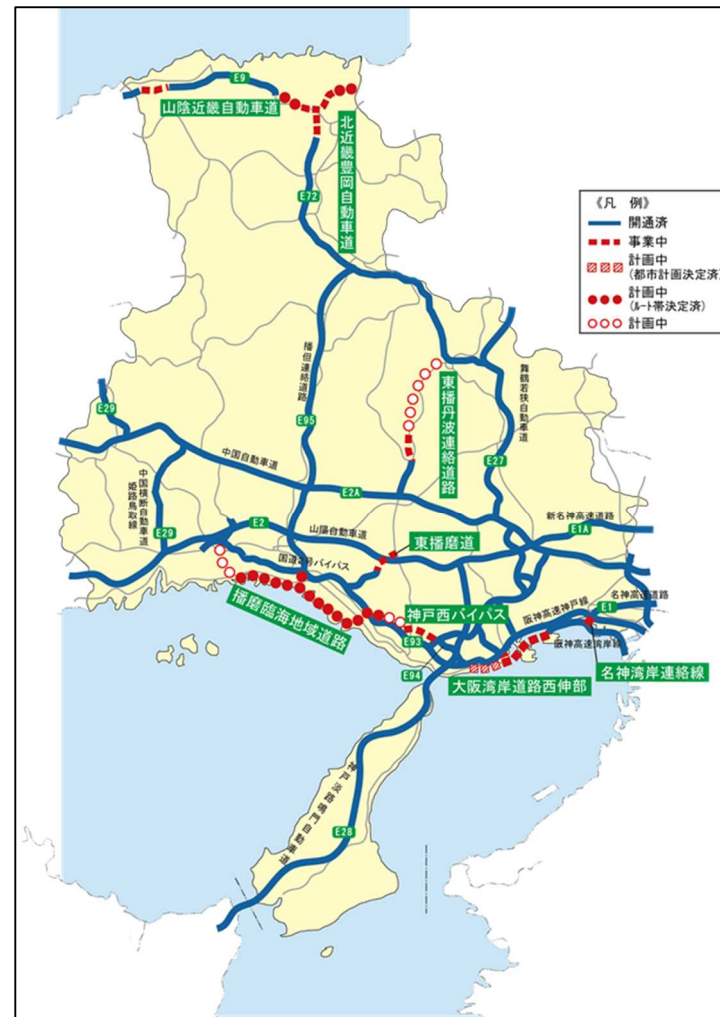 E9
山陰近畿自動車道
北近畿豊岡自動車道
E72
《凡 例》
開通済
事業中
計画中
(都市計画決定済)
計画中
(ルート帯決定済)
計画中
播但連絡道路
東播丹波連絡道路
舞鶴若狭自動車道
E29
E95
中国自動車道
E27
中国横断自動車道
姫路鳥取線
E2A
新名神高速道路
E1A
E29
E2
山陽自動車道
東播磨道
国道2号バイパス
名神高速道路
E1
播磨臨海地域道路
神戸西バイパス
阪神高速神戸線
E93
阪神高速湾岸線
E94
大阪湾岸道路西伸部
名神湾岸連絡線
神戸淡路鳴門自動車道
E28